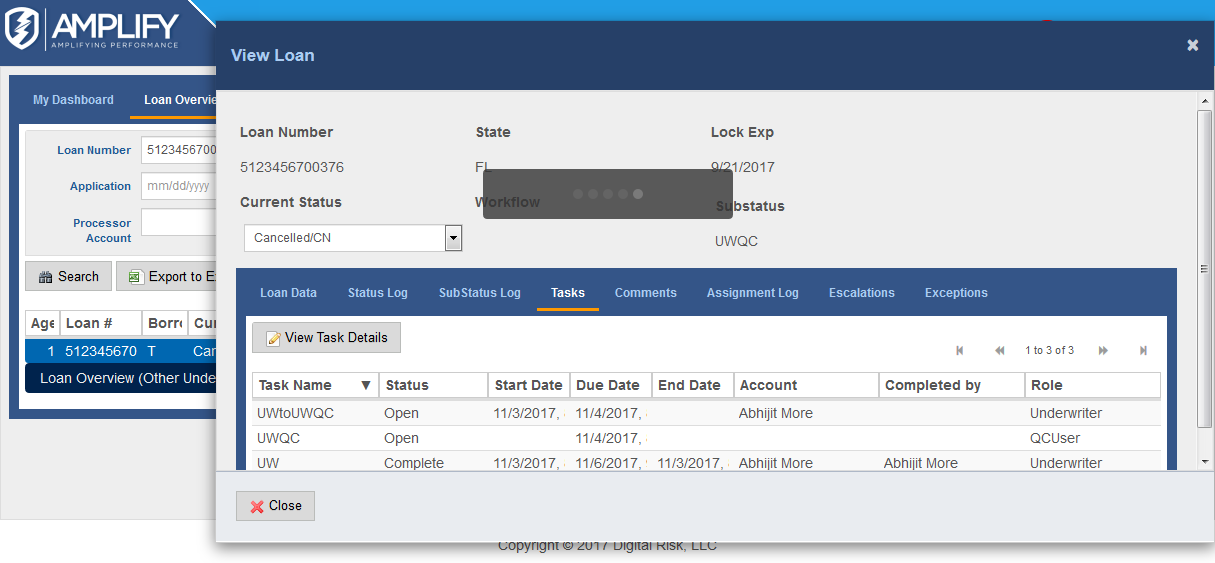 AMPLIFY
AMPLIFYING PERFORMANCE
View Loan
My Dashboard Loan Overvie
Loan Number 5123456700
Application mm/dd/yyyy
Processor
Account
Search Export to E
Age Loan # Borr Cu
1 512345670 T Can
Loan Overview (Other Unde
Loan Number State Lock Exp
5123456700376 FL 9/21/2017
Current Status Workflow Substatus
Cancelled/CN UWQC
Loan Data Status Log SubStatus Log Tasks Comments Assignment Log Escalations Exceptions
View Task Details
1 to 3 of 3
Task Name Status Start Date Due Date End Date Account Completed by Role
UWtoUWQC Open 11/3/2017, 11/4/2017, Abhijit More Underwriter
UWQC Open 11/4/2017, QCUser
UW Complete 11/3/2017, 11/6/2017, 11/3/2017, Abhijit More Abhijit More Underwriter
Close
Copyright © 2017 Digital Risk, LLC